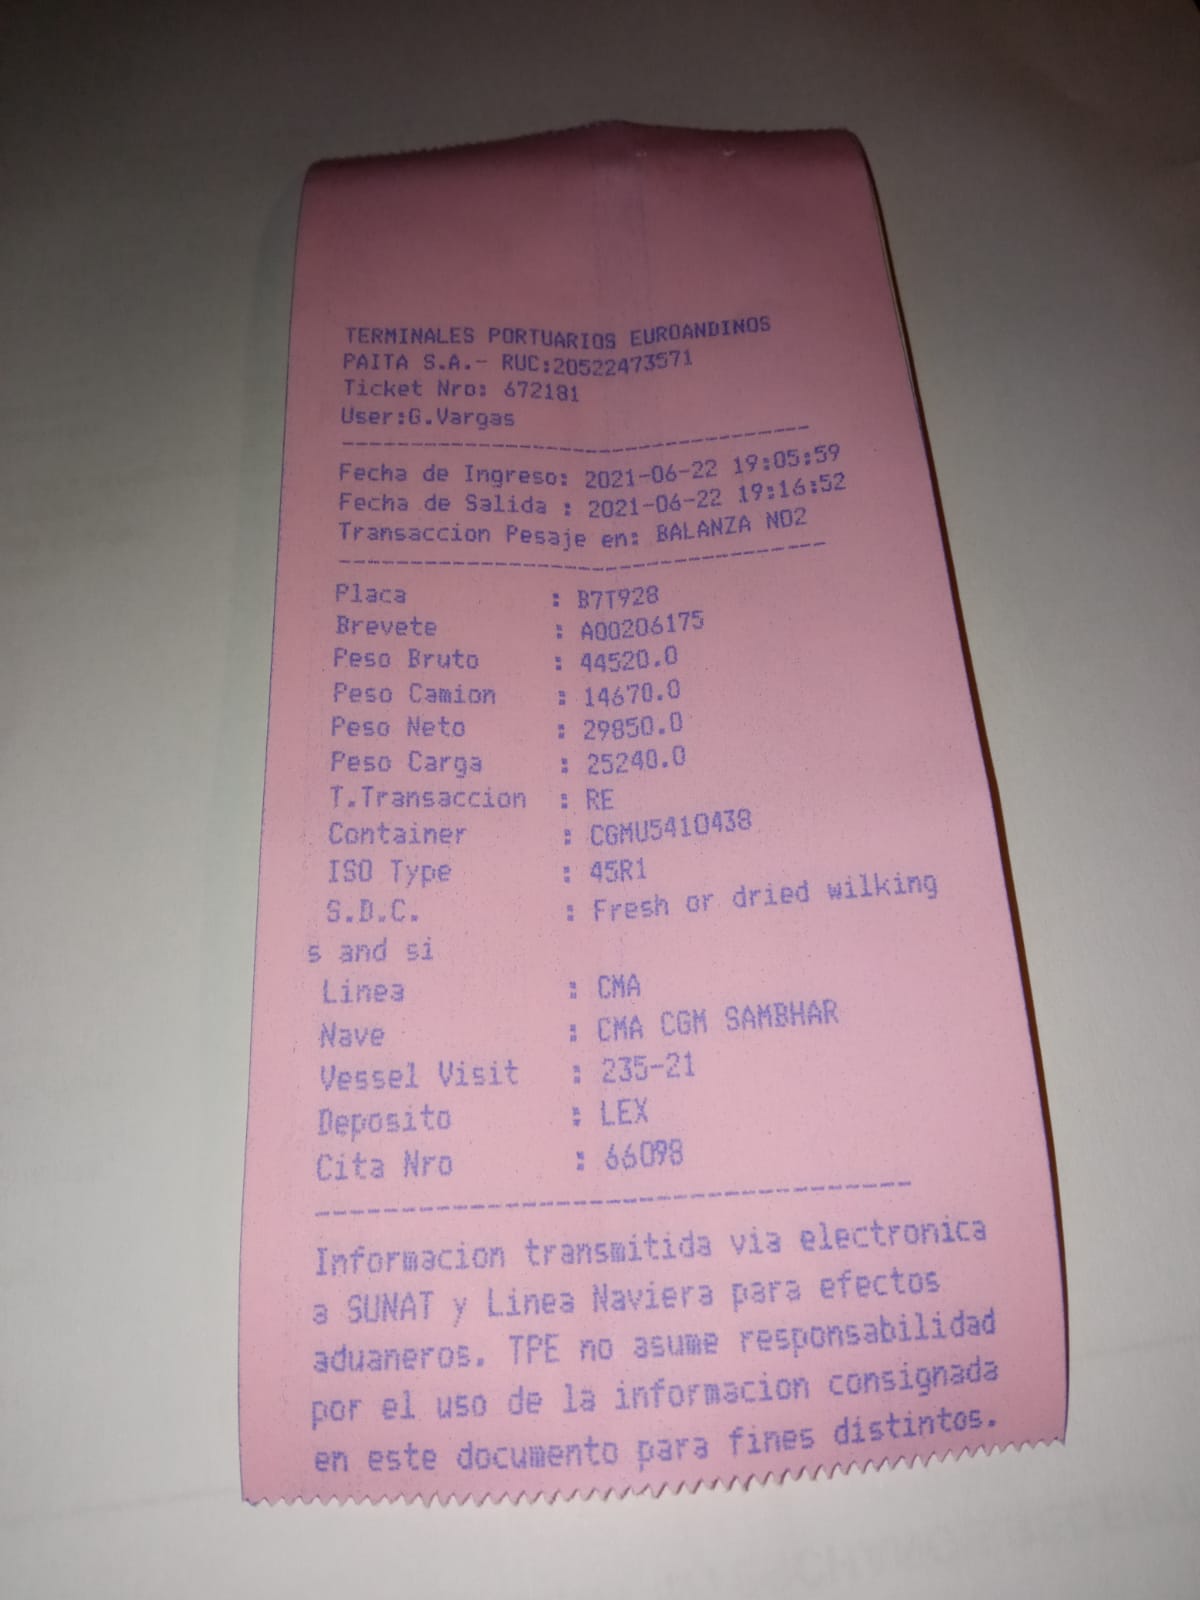 TERMINALES PORTUARIOS EUROANDINOS
PAITA S.A.- RUC:20522473571
Ticket Nro: 672181
User:G.Vargas
Fecha de Ingreso: 2021-06-22 19:05:59
Fecha de Salida : 2021-06-22 19:16:52
Transaccion Pesaje en: BALANZA NO2
Placa : B7T928
Brevete : A00206175
Peso Bruto : 44520.0
Peso Camion : 14670.0
Peso Neto : 29850.0
Peso Carga : 25240.0
T.Transaccion : RE
Container : CGMU5410438
ISO Type : 45R1
S.D.C. : Fresh or dried wilking
s and si
Linea : CMA
Nave : CMA CGM SAMBHAR
Vessel Visit : 235-21
Deposito : LEX
Cita Nro : 66098
Informacion transmitida via electronica
a SUNAT y Linea Naviera para efectos
aduaneros. TPE no asume responsabilidad
por el uso de la informacion consignada
en este documento para fines distintos.